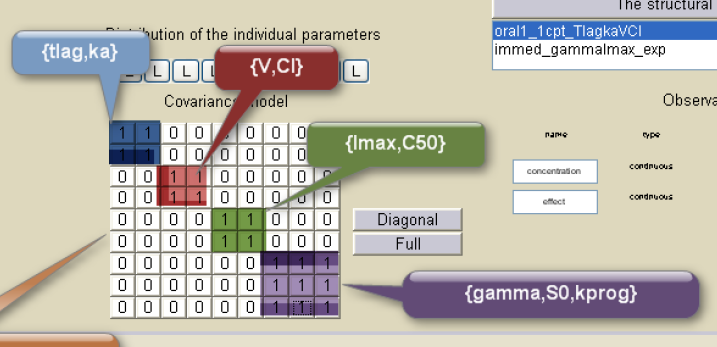 The structural
Distribution of the individual parameters
oral1_1cpt_TlagkaVCl
immed_gammaImax_exp
{tlag,ka}
{V,Cl}
L L L L L
Covariance model
Observa
1 1 0 0 0 0 0
name type
1 1 0 0 0 0 0 0
{Imax,C50}
0 0 1 1 0 0 0 0 0
concentration continuous
0 0 1 1 0 0 0 0 0
effect continuous
0 0 0 0 1 1 0 0 0
Diagonal
0 0 0 0 1 1 0 0 0
Full
0 0 0 0 0 0 1 1 1
0 0 0 0 0 0 1 1 1
{gamma,S0,kprog}
0 0 0 0 0 0 1 1 1